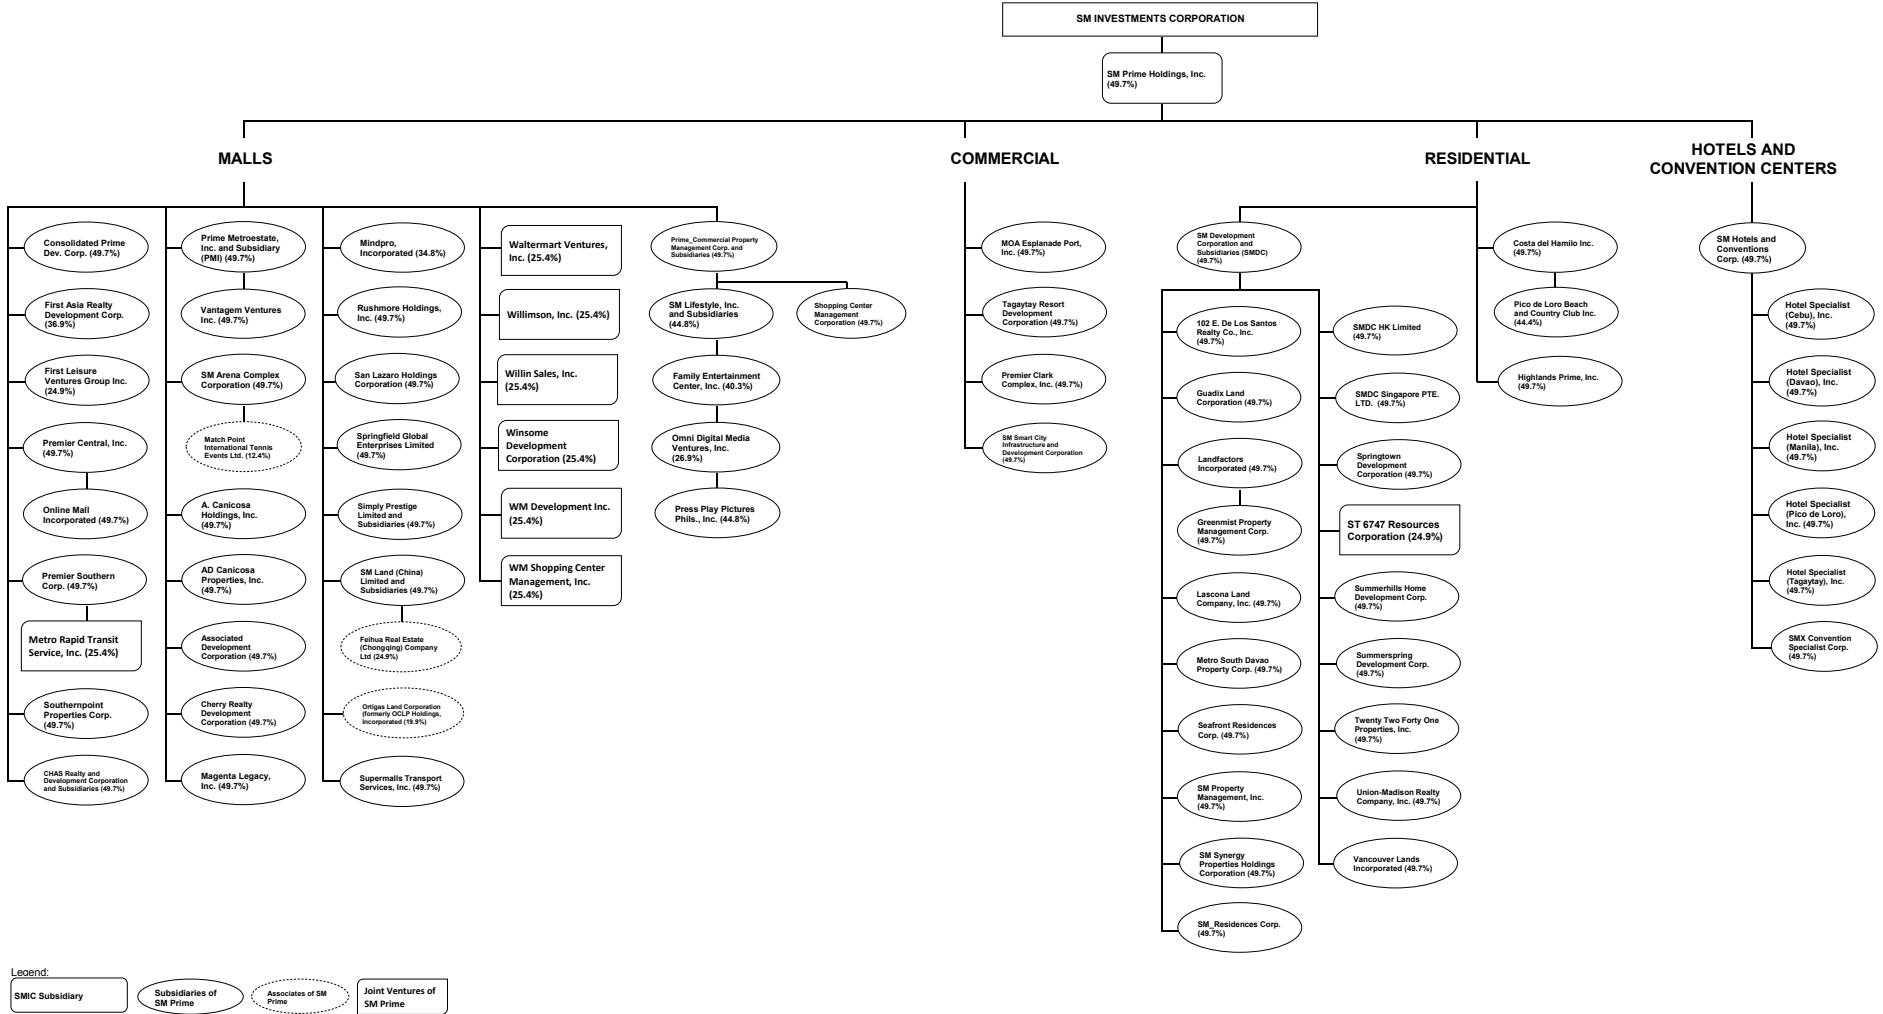 SM INVESTMENTS CORPORATION
SM Prime Holdings, Inc.
(49.7%)
MALLS
COMMERCIAL
RESIDENTIAL
HOTELS AND
CONVENTION CENTERS
Consolidated Prime
Dev. Corp. (49.7%)
First Asia Realty
Development Corp.
(36.9%)
First Leisure
Ventures Group Inc.
(24.9%)
Premier Central, Inc.
(49.7%)
Online Mall
Incorporated (49.7%)
Premier Southern
Corp. (49.7%)
Metro Rapid Transit
Service, Inc. (25.4%)
Southernpoint
Properties Corp.
(49.7%)
CHAS Realty and
Development Corporation
and Subsidiaries (49.7%)
Prime Metroestate,
Inc. and Subsidiary
(PMI) (49.7%)
Vantagem Ventures
Inc. (49.7%)
SM Arena Complex
Corporation (49.7%)
Match Point
International Tennis
Events Ltd. (12.4%)
A. Canicosa
Holdings, Inc.
(49.7%)
AD Canicosa
Properties, Inc.
(49.7%)
Associated
Development
Corporation (49.7%)
Cherry Realty
Development
Corporation (49.7%)
Magenta Legacy,
Inc. (49.7%)
Mindpro,
Incorporated (34.8%)
Rushmore Holdings,
Inc. (49.7%)
San Lazaro Holdings
Corporation (49.7%)
Springfield Global
Enterprises Limited
(49.7%)
Simply Prestige
Limited and
Subsidiaries (49.7%)
SM Land (China)
Limited and
Subsidiaries (49.7%)
Feihua Real Estate
(Chongqing) Company
Ltd (24.9%)
Ortigas Land Corporation
(formerly OCLP Holdings,
Incorporated (19.9%)
Supermalls Transport
Services, Inc. (49.7%)
Waltermart Ventures,
Inc. (25.4%)
Willimson, Inc. (25.4%)
Willin Sales, Inc.
(25.4%)
Winsome
Development
Corporation (25.4%)
WM Development Inc.
(25.4%)
WM Shopping Center
Management, Inc.
(25.4%)
Prime_Commercial Property
Management Corp. and
Subsidiaries (49.7%)
SM Lifestyle, Inc.
and Subsidiaries
(44.8%)
Shopping Center
Management
Corporation (49.7%)
Family Entertainment
Center, Inc. (40.3%)
Omni Digital Media
Ventures, Inc.
(26.9%)
Press Play Pictures
Phils., Inc. (44.8%)
MOA Esplanade Port,
Inc. (49.7%)
Tagaytay Resort
Development
Corporation (49.7%)
Premier Clark
Complex, Inc. (49.7%)
SM Smart City
Infrastructure and
Development Corporation
(49.7%)
SM Development
Corporation and
Subsidiaries (SMDC)
(49.7%)
102 E. De Los Santos
Realty Co., Inc.
(49.7%)
Guadix Land
Corporation (49.7%)
Landfactors
Incorporated (49.7%)
Greenmist Property
Management Corp.
(49.7%)
Lascona Land
Company, Inc. (49.7%)
Metro South Davao
Property Corp. (49.7%)
Seafront Residences
Corp. (49.7%)
SM Property
Management, Inc.
(49.7%)
SM Synergy
Properties Holdings
Corporation (49.7%)
SM_Residences Corp.
(49.7%)
SMDC HK Limited
(49.7%)
SMDC Singapore PTE.
LTD. (49.7%)
Springtown
Development
Corporation (49.7%)
ST 6747 Resources
Corporation (24.9%)
Summerhills Home
Development Corp.
(49.7%)
Summerspring
Development Corp.
(49.7%)
Twenty Two Forty One
Properties, Inc.
(49.7%)
Union-Madison Realty
Company, Inc. (49.7%)
Vancouver Lands
Incorporated (49.7%)
Costa del Hamilo Inc.
(49.7%)
Pico de Loro Beach
and Country Club Inc.
(44.4%)
Highlands Prime, Inc.
(49.7%)
SM Hotels and
Conventions
Corp. (49.7%)
Hotel Specialist
(Cebu), Inc.
(49.7%)
Hotel Specialist
(Davao), Inc.
(49.7%)
Hotel Specialist
(Manila), Inc.
(49.7%)
Hotel Specialist
(Pico de Loro),
Inc. (49.7%)
Hotel Specialist
(Tagaytay), Inc.
(49.7%)
SMX Convention
Specialist Corp.
(49.7%)
Legend:
SMIC Subsidiary
Subsidiaries of
SM Prime
Associates of SM
Prime
Joint Ventures of
SM Prime